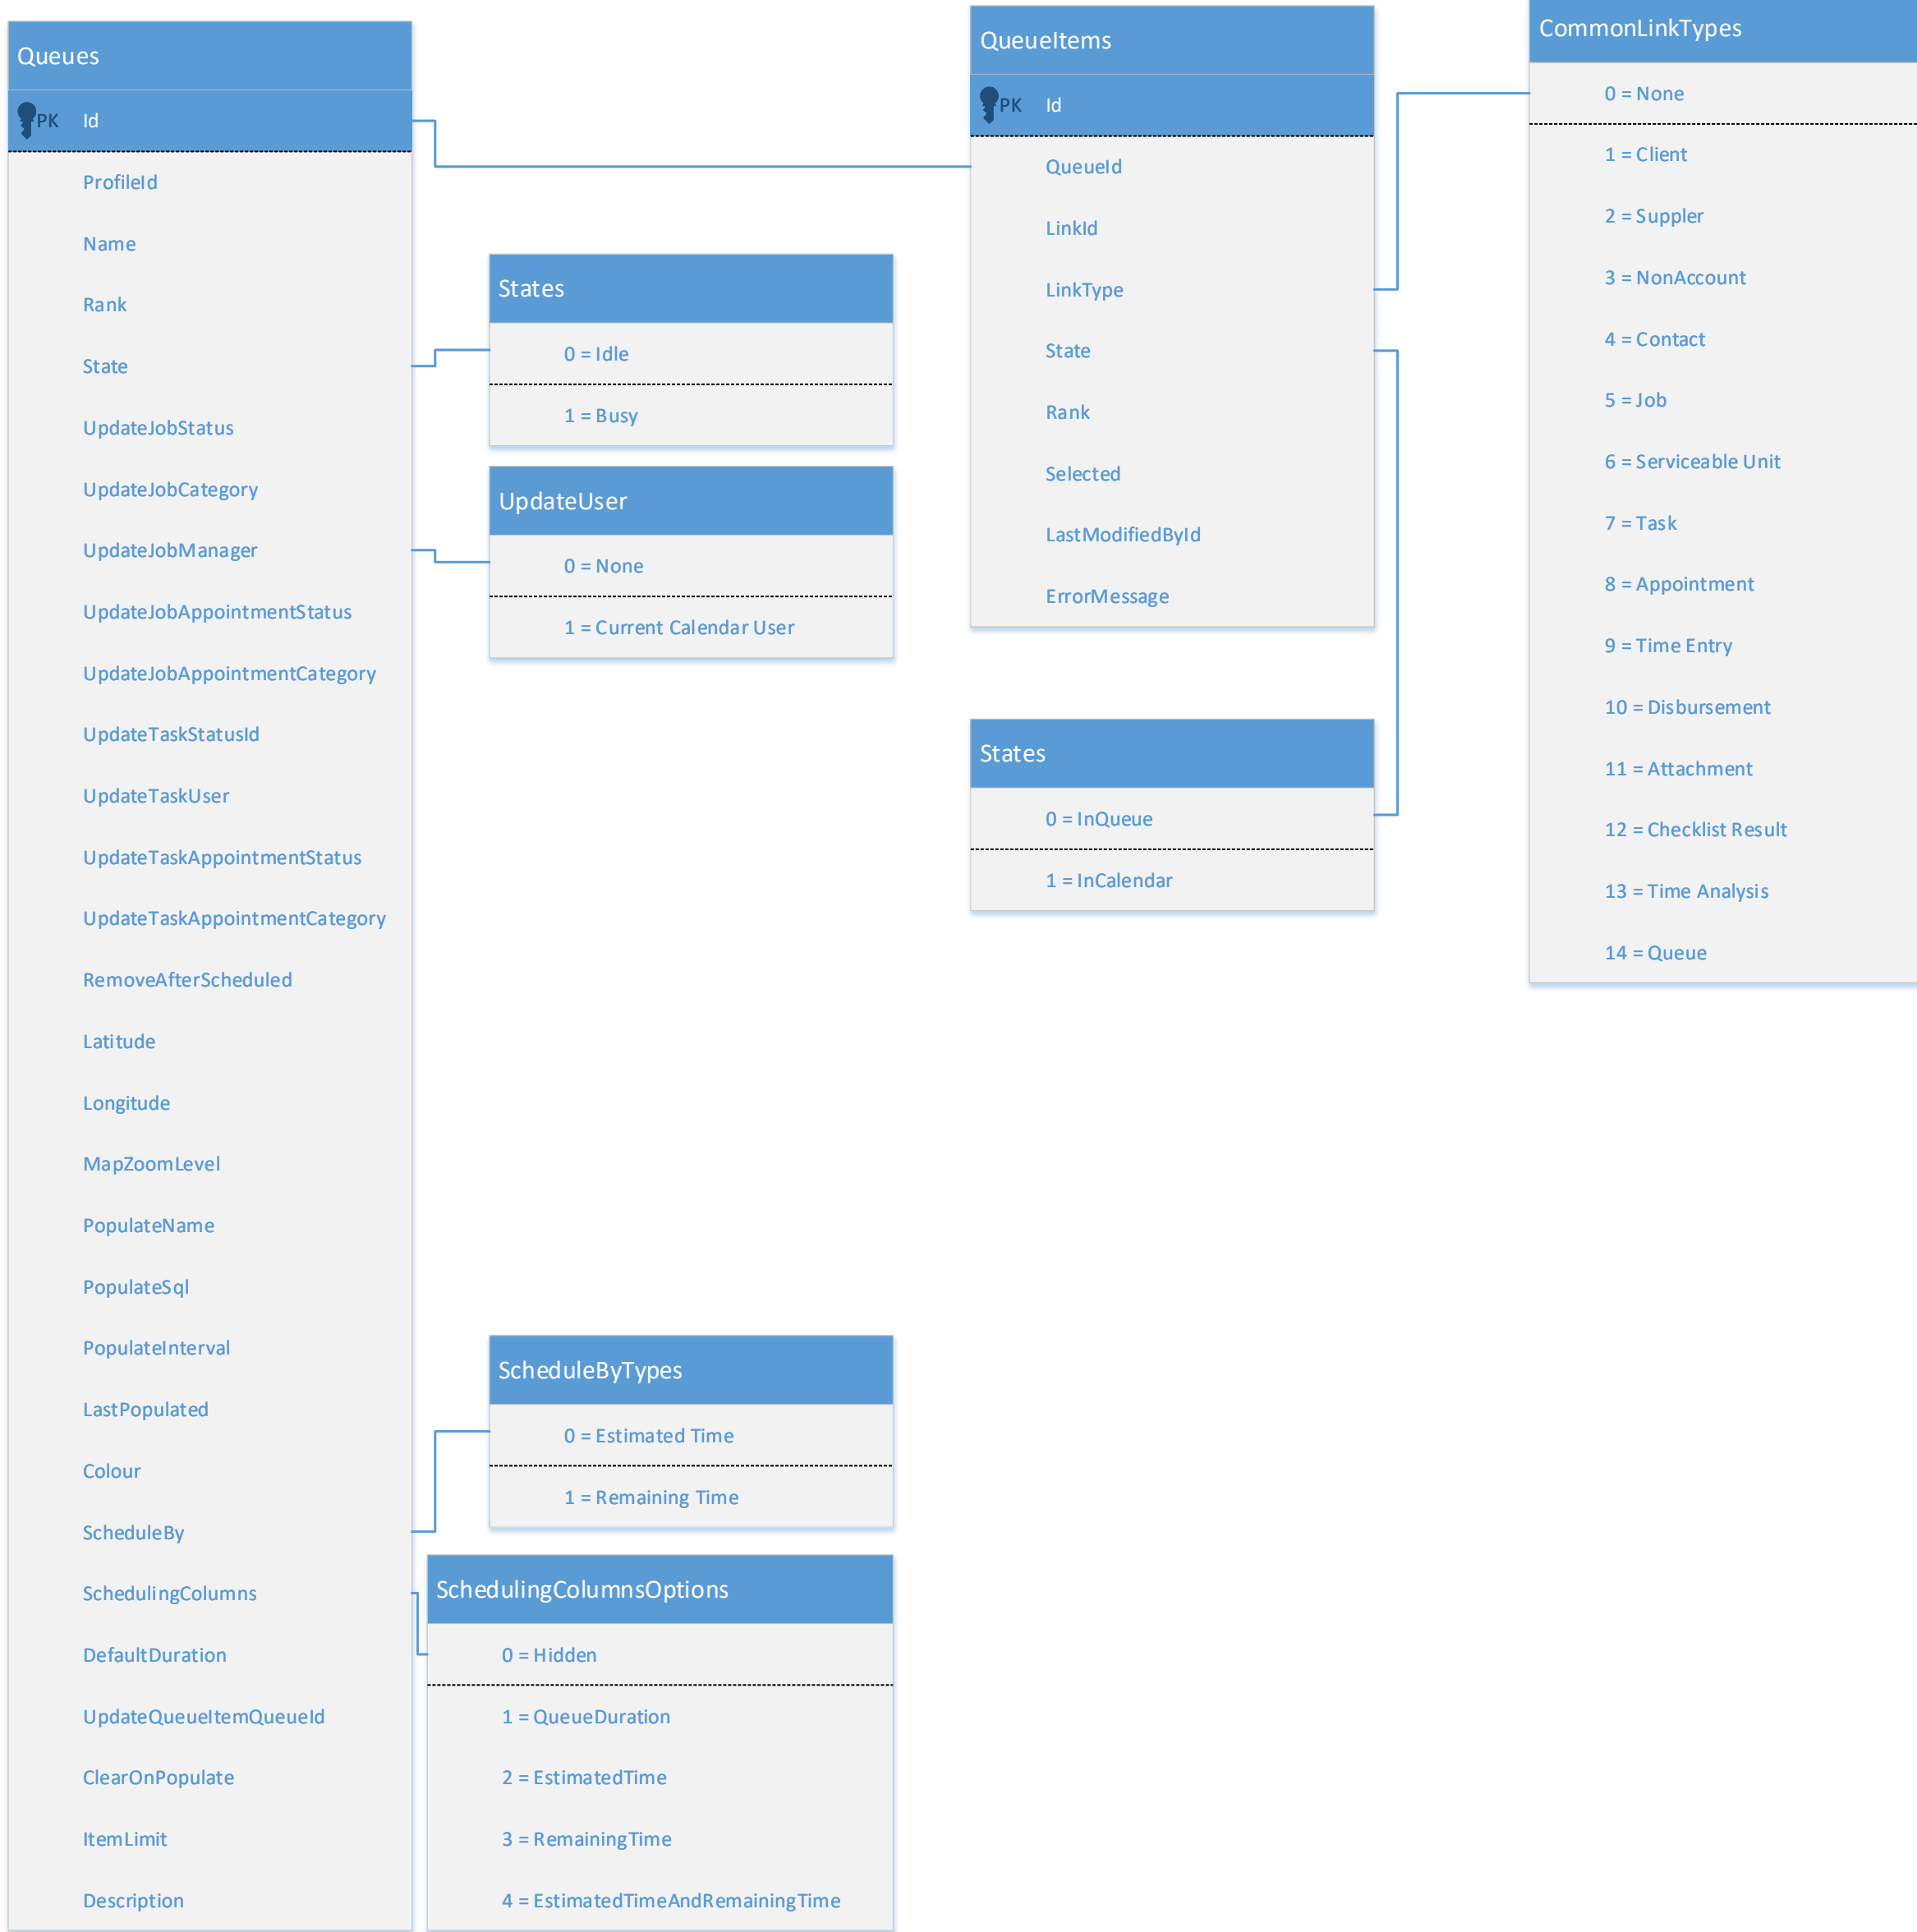 Queues
PK Id
ProfileId
Name
Rank
State
UpdateJobStatus
UpdateJobCategory
UpdateJobManager
UpdateJobAppointmentStatus
UpdateJobAppointmentCategory
UpdateTaskStatusId
UpdateTaskUser
UpdateTaskAppointmentStatus
UpdateTaskAppointmentCategory
RemoveAfterScheduled
Latitude
Longitude
MapZoomLevel
PopulateName
PopulateSql
PopulateInterval
LastPopulated
Colour
ScheduleBy
SchedulingColumns
DefaultDuration
UpdateQueueItemQueueId
ClearOnPopulate
ItemLimit
Description
States
0 = Idle
1 = Busy
UpdateUser
0 = None
1 = Current Calendar User
ScheduleByTypes
0 = Estimated Time
1 = Remaining Time
SchedulingColumnsOptions
0 = Hidden
1 = QueueDuration
2 = EstimatedTime
3 = RemainingTime
4 = EstimatedTimeAndRemainingTime
QueueItems
PK Id
QueueId
LinkId
LinkType
State
Rank
Selected
LastModifiedById
ErrorMessage
States
0 = InQueue
1 = InCalendar
CommonLinkTypes
0 = None
1 = Client
2 = Suppler
3 = NonAccount
4 = Contact
5 = Job
6 = Serviceable Unit
7 = Task
8 = Appointment
9 = Time Entry
10 = Disbursement
11 = Attachment
12 = Checklist Result
13 = Time Analysis
14 = Queue